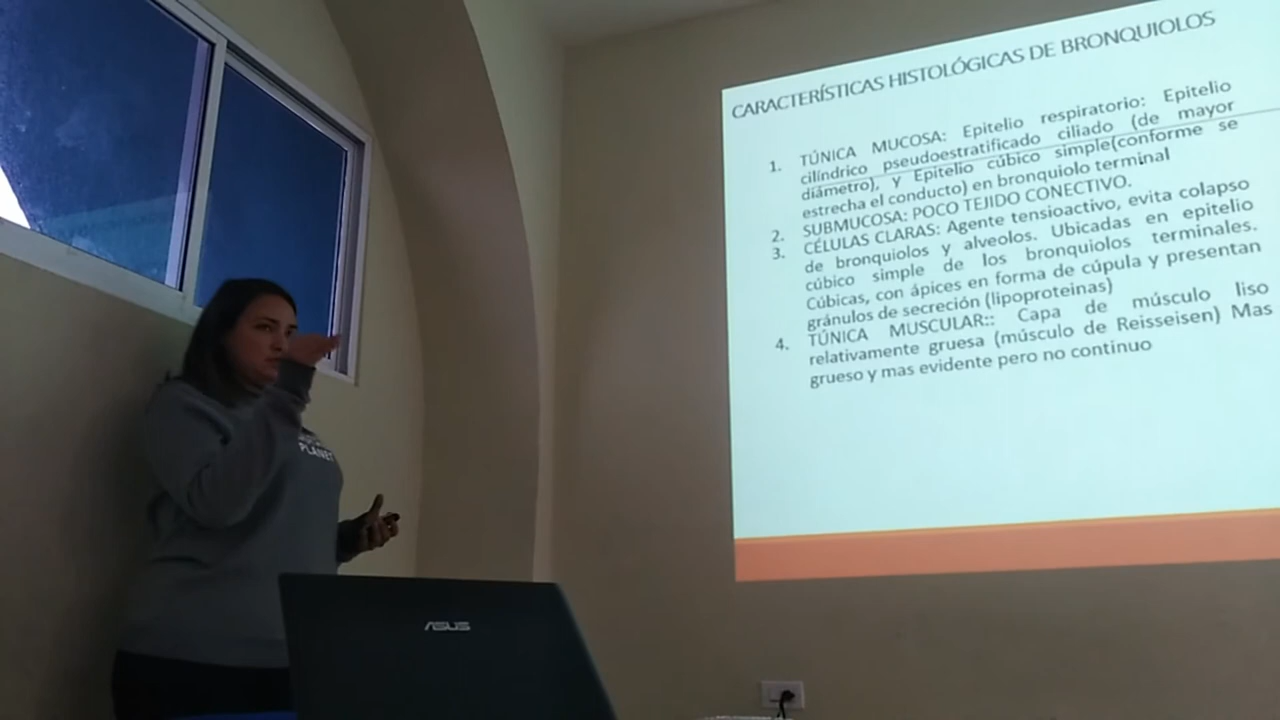 CARACTERÍSTICAS HISTOLÓGICAS DE BRONQUIOLOS
1. TÚNICA MUCOSA: Epitelio respiratorio: Epitelio
cilíndrico pseudoestratificado ciliado (de mayor
diámetro), y Epitelio cúbico simple(conforme se
estrecha el conducto) en bronquiolo terminal
2. SUBMUCOSA: POCO TEJIDO CONECTIVO.
3. CÉLULAS CLARAS: Agente tensioactivo, evita colapso
de bronquiolos y alveolos. Ubicadas en epitelio
cúbico simple de los bronquiolos terminales.
Cúbicas, con ápices en forma de cúpula y presentan
gránulos de secreción (lipoproteinas)
4. TÚNICA MUSCULAR:: Capa de músculo liso
relativamente gruesa (músculo de Reisseisen) Mas
grueso y mas evidente pero no continuo
PLANET
ASUS